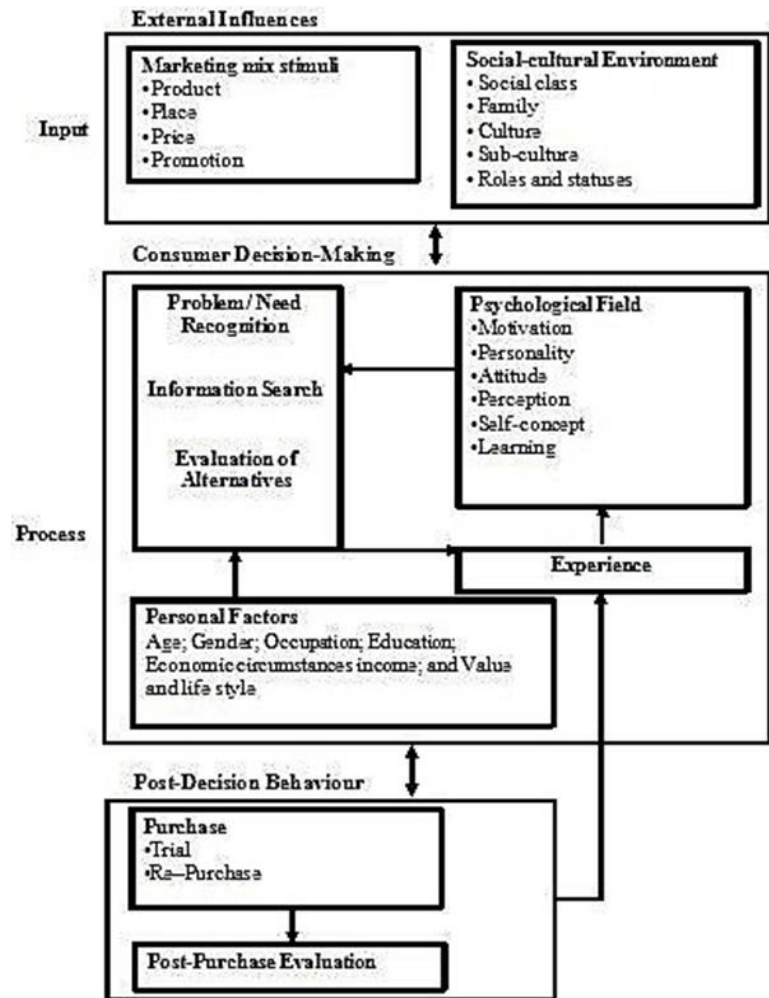 External Influences
Input
Marketing mix stimuli
•Product
•Place
•Price
•Promotion
Social-cultural Environment
• Social class
• Family
• Culture
• Sub-culture
• Roles and statuses
Consumer Decision-Making
Process
Problem/ Need
Recognition
Information Search
Evaluation of
Alternatives
Psychological Field
•Motivation
•Personality
•Attitude
•Perception
•Self-concept
•Learning
Experience
Personal Factors
Age; Gender; Occupation; Education;
Economic circumstances income; and Value
and life style
Post-Decision Behaviour
Purchase
•Trial
•Re–Purchase
Post-Purchase Evaluation